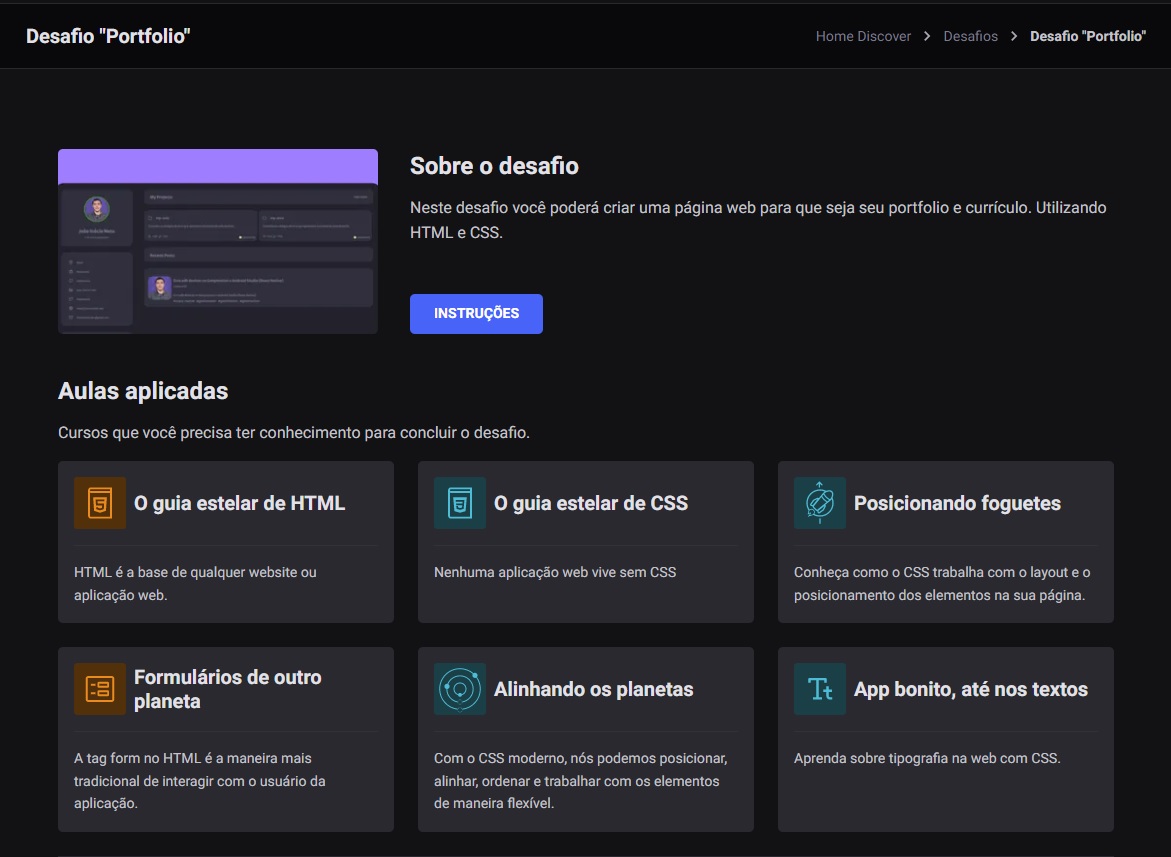 Desafio "Portfolio"
Home Discover > Desafios > Desafio "Portfolio"
Sobre o desafio
Neste desafio você poderá criar uma página web para que seja seu portfolio e currículo. Utilizando
HTML e CSS.
INSTRUÇÕES
My Projects
Aulas aplicadas
Cursos que você precisa ter conhecimento para concluir o desafio.
O guia estelar de HTML
HTML é a base de qualquer website ou
aplicação web.
O guia estelar de CSS
Nenhuma aplicação web vive sem CSS
Posicionando foguetes
Conheça como o CSS trabalha com o layout e o
posicionamento dos elementos na sua página.
Formulários de outro
planeta
A tag form no HTML é a maneira mais
tradicional de interagir com o usuário da
aplicação.
Alinhando os planetas
Com o CSS moderno, nós podemos posicionar,
alinhar, ordenar e trabalhar com os elementos
de maneira flexível.
Tt
App bonito, até nos textos
Aprenda sobre tipografia na web com CSS.